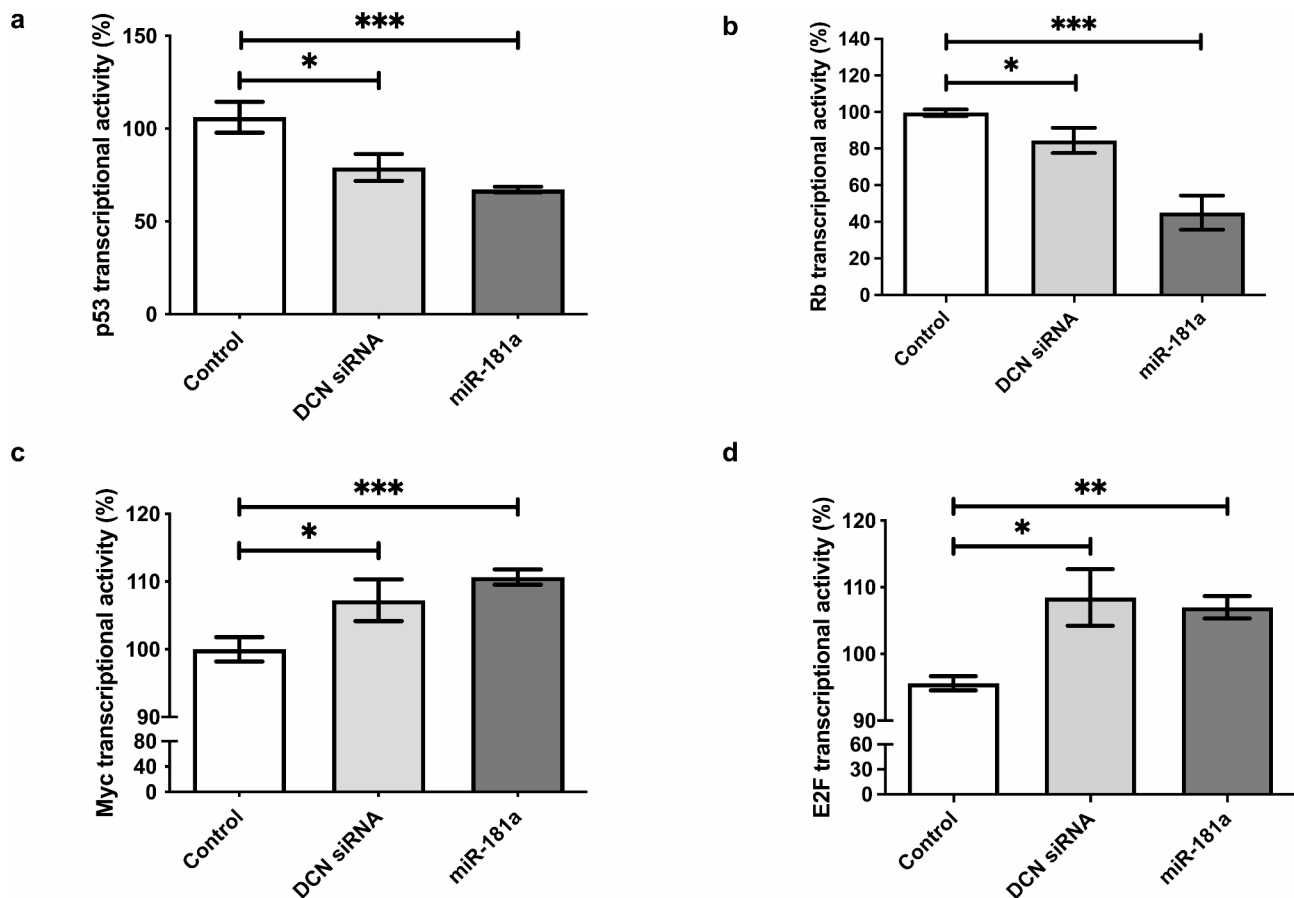 a
p53 transcriptional activity (%)
150
100
50
0
***
*
Control
DCN siRNA
miR-181a
b
Rb transcriptional activity (%)
140
120
100
80
60
40
20
0
***
*
Control
DCN siRNA
miR-181a
c
Myc transcriptional activity (%)
120
110
100
90
80
40
0
***
*
Control
DCN siRNA
miR-181a
d
E2F transcriptional activity (%)
120
110
100
90
60
30
0
**
*
Control
DCN siRNA
miR-181a